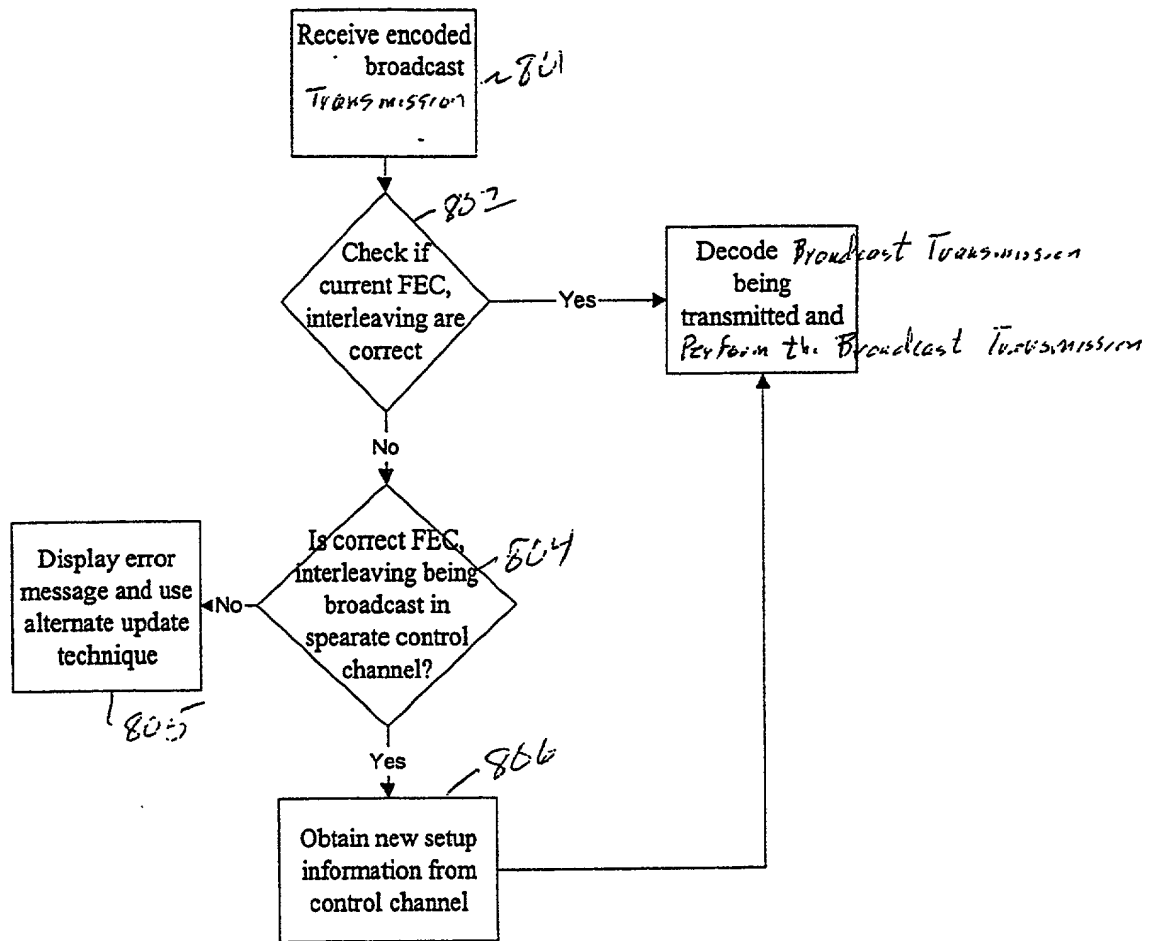 Receive encoded
broadcast
Transmission
801
Check if
current FEC,
interleaving are
correct
802
Yes
Decode Broadcast Transmission
being
transmitted and
Perform the Broadcast Transmission
No
Is correct FEC,
interleaving being
broadcast in
spearate control
channel?
804
No
Display error
message and use
alternate update
technique
805
Yes
806
Obtain new setup
information from
control channel